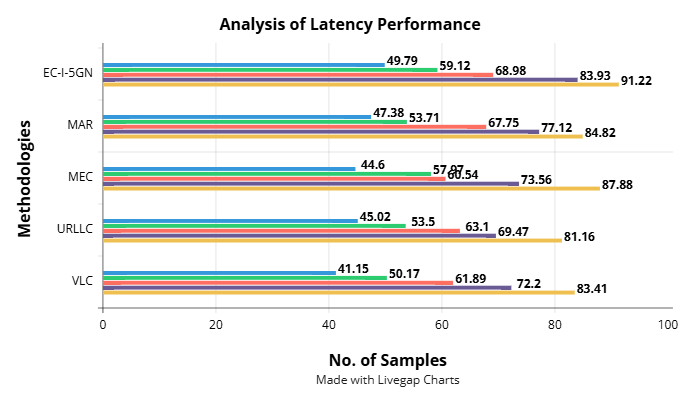 Analysis of Latency Performance
Methodologies
EC-I-5GN
49.79
59.12
68.98
83.93
91.22
MAR
47.38
53.71
67.75
77.12
84.82
MEC
44.6
57.97
60.54
73.56
87.88
URLLC
45.02
53.5
63.1
69.47
81.16
VLC
41.15
50.17
61.89
72.2
83.41
0 20 40 60 80 100
No. of Samples
Made with Livegap Charts